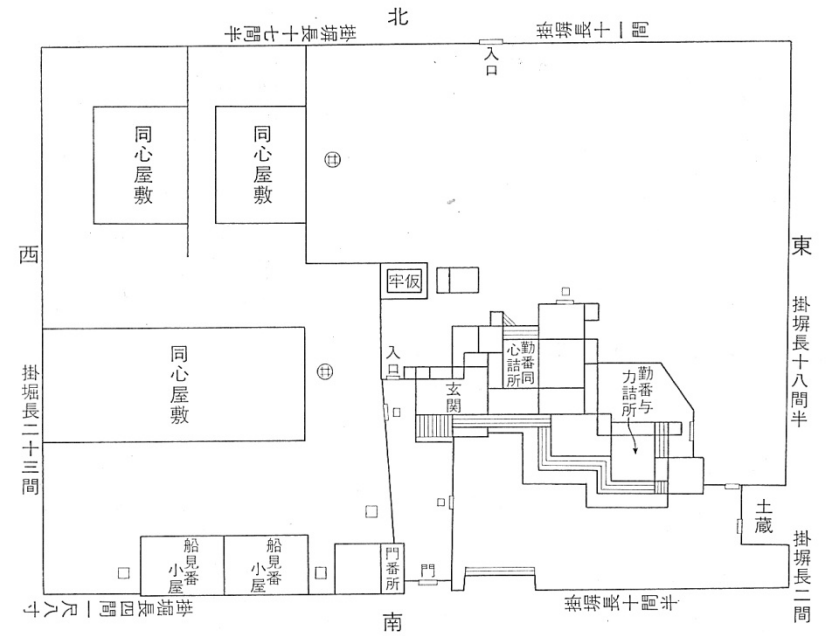 北
掛塀長十七間半
掛塀長十一間
入口
同心屋敷
同心屋敷
井
西
東
仮牢
掛塀長十八間半
同心屋敷
井
入口
勤番同心詰所
勤番与力詰所
玄関
掛堀長二十三間
土蔵
船見番小屋
船見番小屋
門番所
門
掛塀長二間
掛塀長四間一尺八寸
掛塀長十間半
南